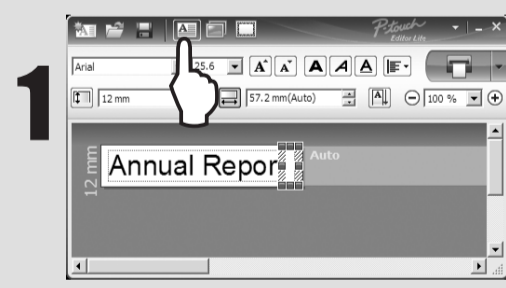 1
P-touch
Editor Lite
Arial
25.6
A A A A A
12 mm
57.2 mm(Auto)
A
100 %
12 mm
Annual Repor
Auto